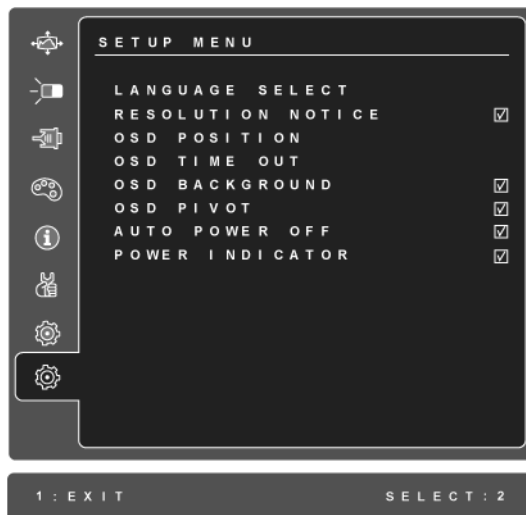 SETUP MENU
LANGUAGE SELECT
RESOLUTION NOTICE ☑
OSD POSITION
OSD TIME OUT
OSD BACKGROUND ☑
OSD PIVOT ☑
AUTO POWER OFF ☑
POWER INDICATOR ☑
1:EXIT SELECT:2